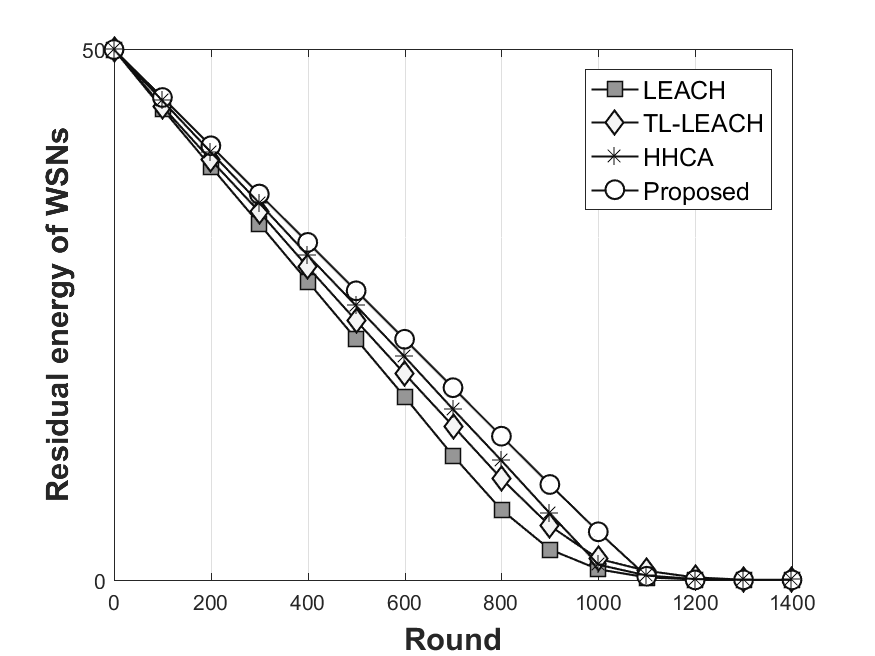 50
Residual energy of WSNs
LEACH
TL-LEACH
HHCA
Proposed
0
0 200 400 600 800 1000 1200 1400
Round